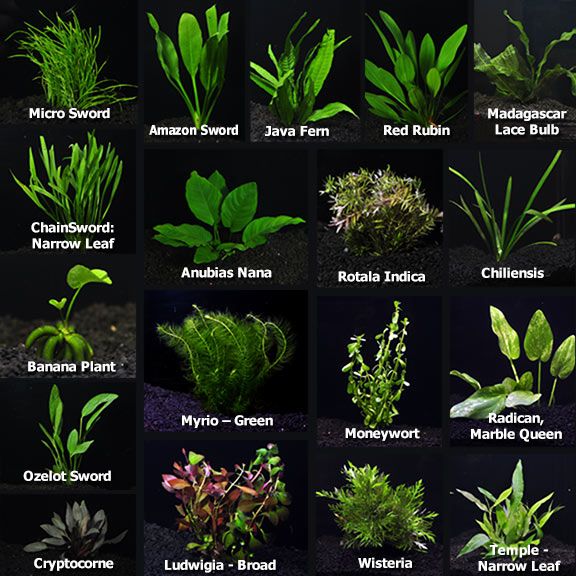 Micro Sword
Amazon Sword
Java Fern
Red Rubin
Madagascar
Lace Bulb
ChainSword:
Narrow Leaf
Anubias Nana
Rotala Indica
Chiliensis
Banana Plant
Myrio – Green
Moneywort
Radican,
Marble Queen
Ozelot Sword
Cryptocorne
Ludwigia - Broad
Wisteria
Temple -
Narrow Leaf